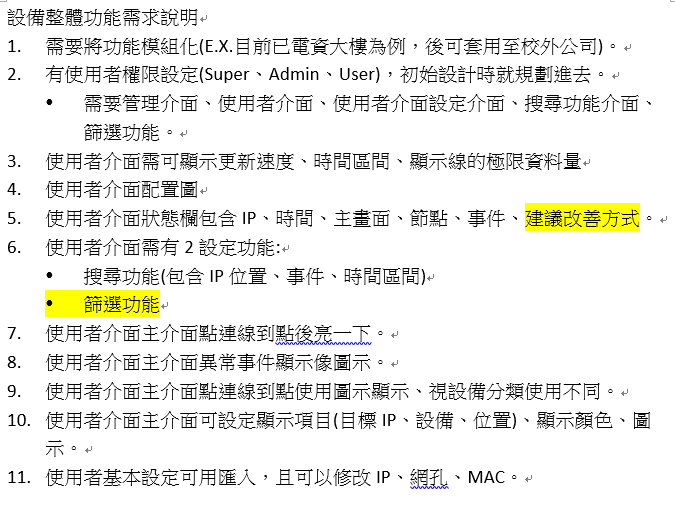 設備整體功能需求說明
1. 需要將功能模組化(E.X.目前已電資大樓為例，後可套用至校外公司)。
2. 有使用者權限設定(Super、Admin、User)，初始設計時就規劃進去。
• 需要管理介面、使用者介面、使用者介面設定介面、搜尋功能介面、
篩選功能。
3. 使用者介面需可顯示更新速度、時間區間、顯示線的極限資料量
4. 使用者介面配置圖
5. 使用者介面狀態欄包含 IP、時間、主畫面、節點、事件、建議改善方式。
6. 使用者介面需有 2 設定功能:
• 搜尋功能(包含 IP 位置、事件、時間區間)
• 篩選功能
7. 使用者介面主介面點連線到點後亮一下。
8. 使用者介面主介面異常事件顯示像圖示。
9. 使用者介面主介面點連線到點使用圖示顯示、視設備分類使用不同。
10. 使用者介面主介面可設定顯示項目(目標 IP、設備、位置)、顯示顏色、圖
示。
11. 使用者基本設定可用匯入，且可以修改 IP、網孔、MAC。